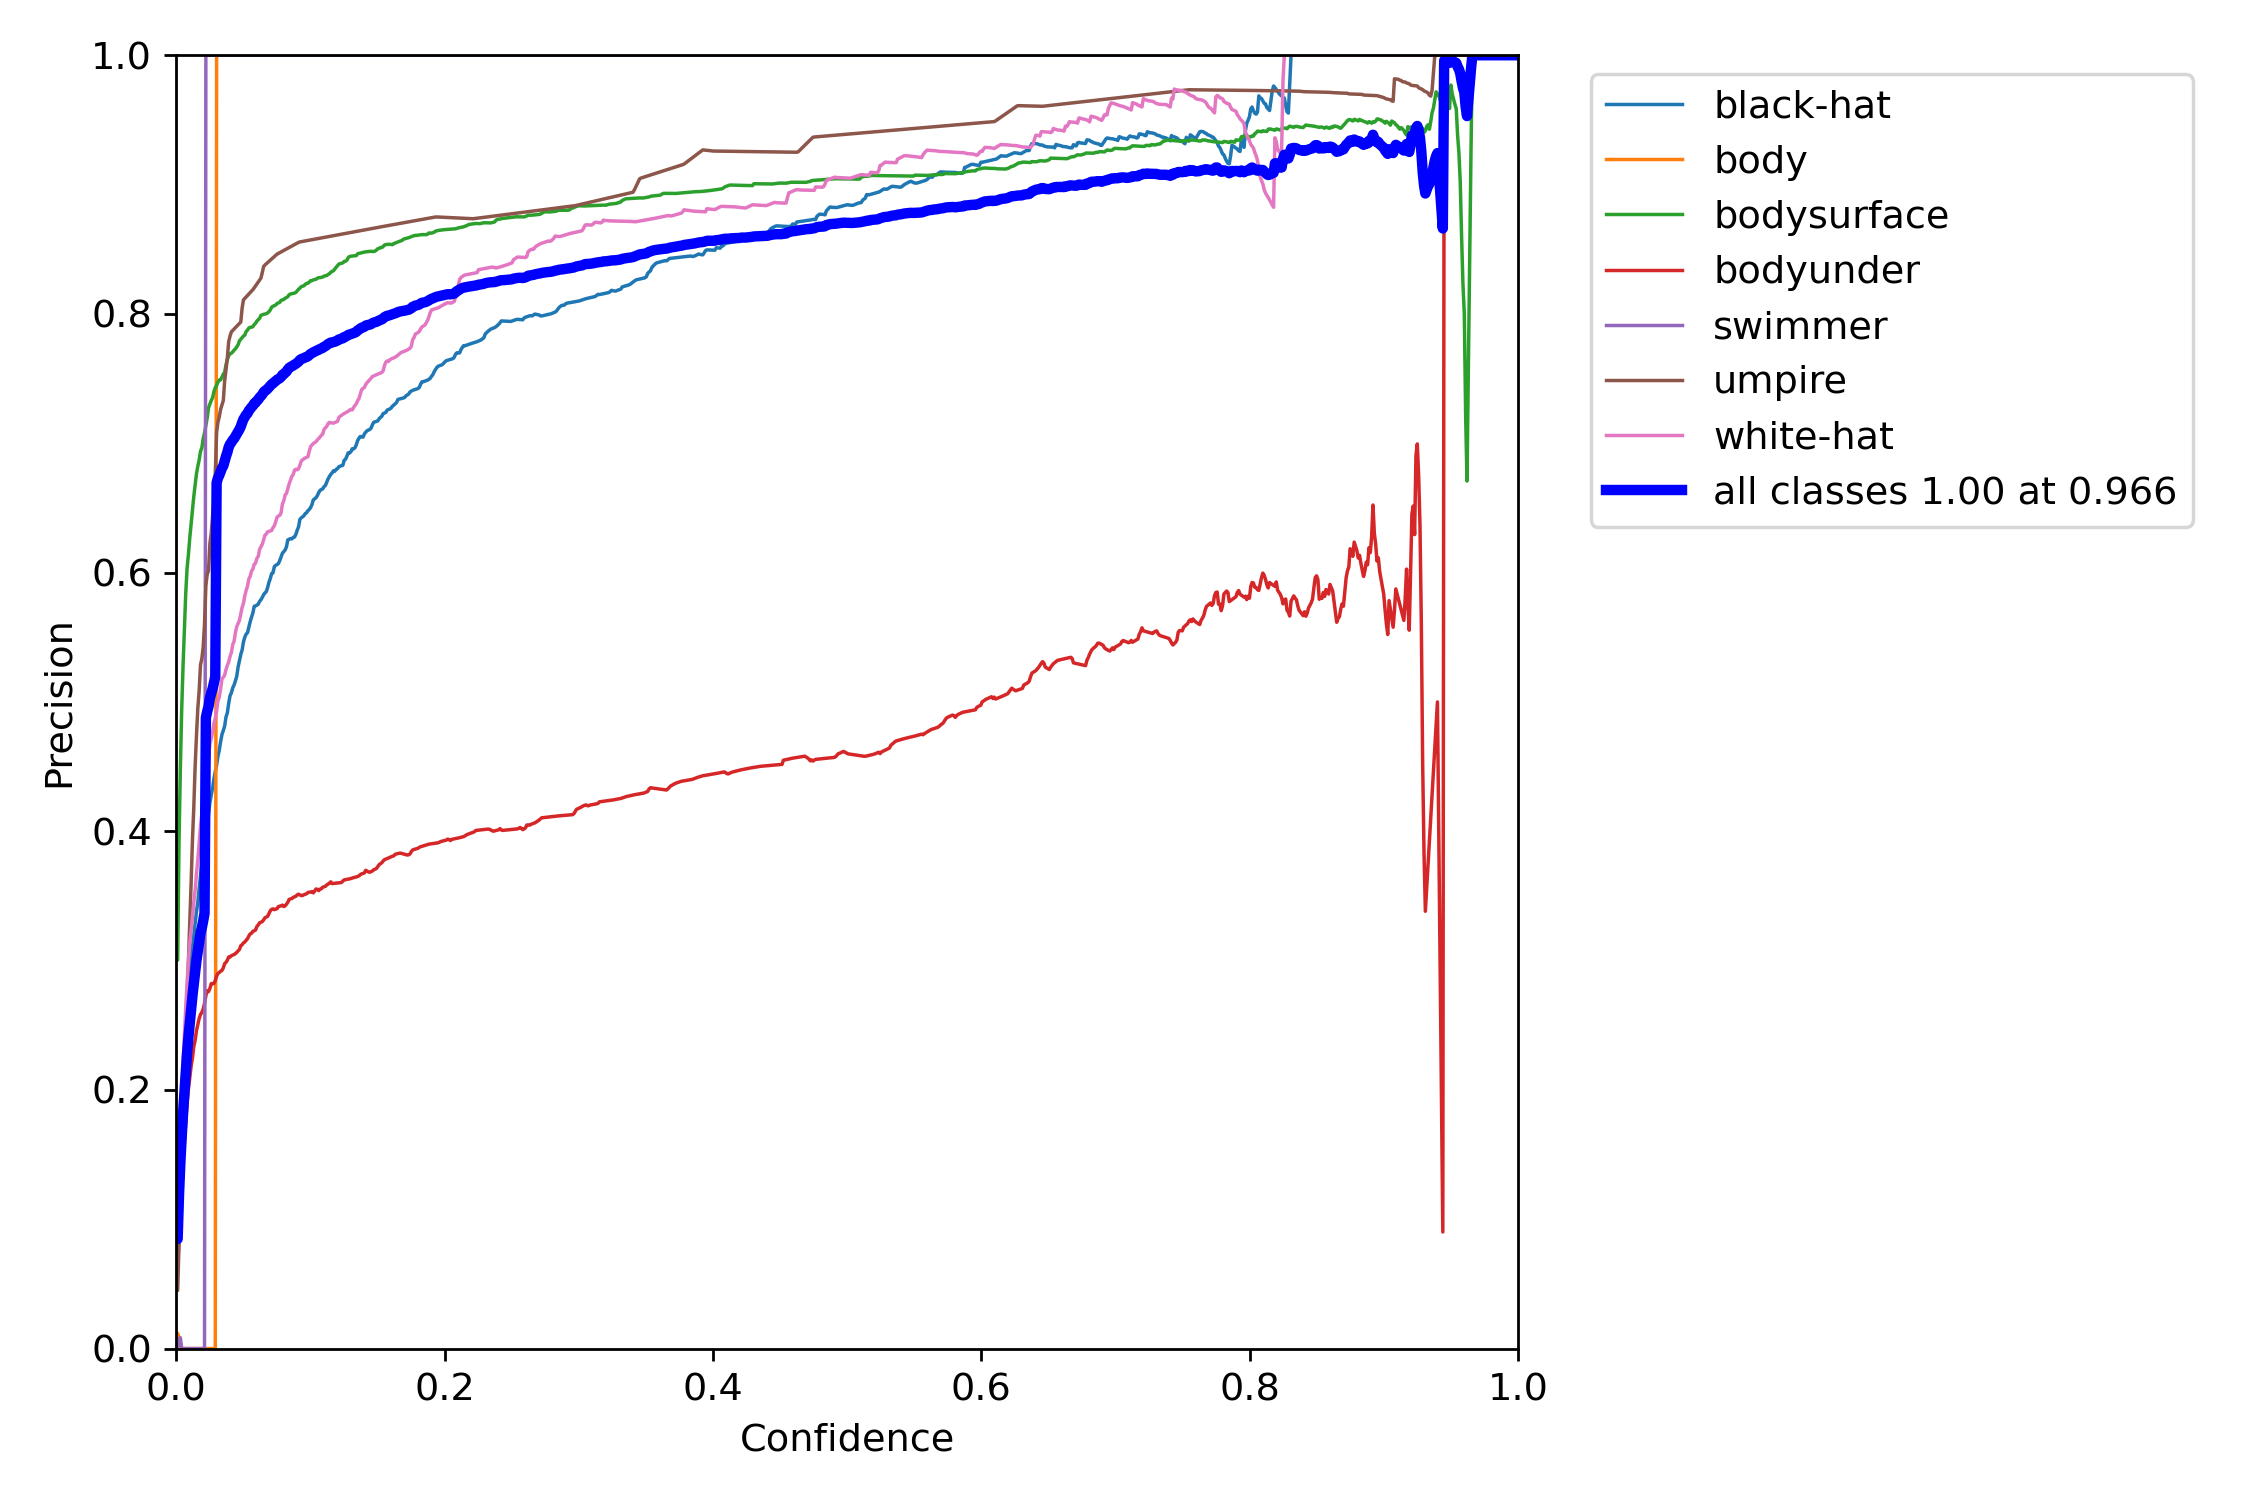 1.0
0.8
0.6
0.4
0.2
0.0
Precision
0.0 0.2 0.4 0.6 0.8 1.0
Confidence
black-hat
body
bodysurface
bodyunder
swimmer
umpire
white-hat
all classes 1.00 at 0.966